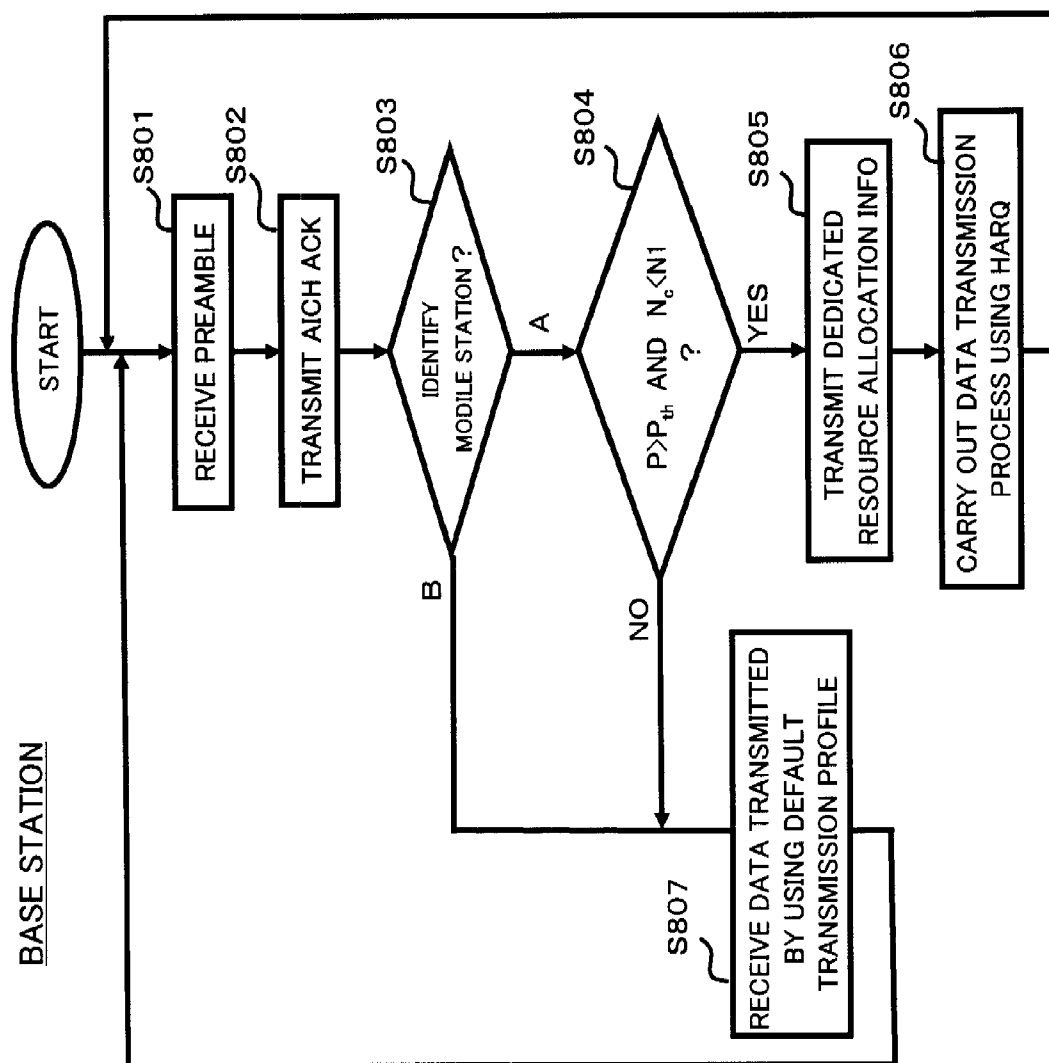 BASE STATION
START
S801
RECEIVE PREAMBLE
S802
TRANSMIT AICH ACK
S803
IDENTIFY
MODILE STATION?
A
B
S804
P>Pth AND Nc<N1
?
YES
NO
S805
TRANSMIT DEDICATED
RESOURCE ALLOCATION INFO
S806
CARRY OUT DATA TRANSMISSION
PROCESS USING HARQ
S807
RECEIVE DATA TRANSMITTED
BY USING DEFAULT
TRANSMISSION PROFILE